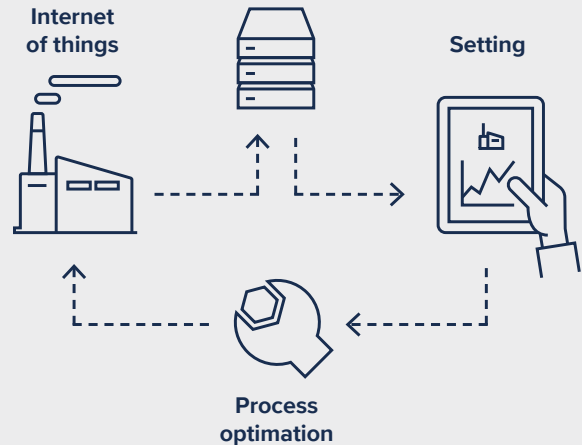 Internet
of things
Setting
Process
optimation